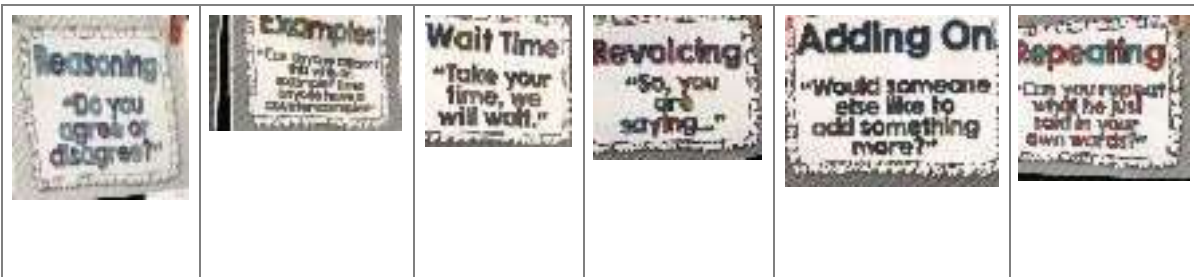 Reasoning
"Do you
agree or
disagree?"
Examples
"Can anyone
Wait Time
"Take your
time, we
will wait."
Revoicing
"So, you
are
saying..."
Adding On
"Would someone
else like to
add something
more?"
Repeating
"Can you repeat
what he just
said in your
own words?"